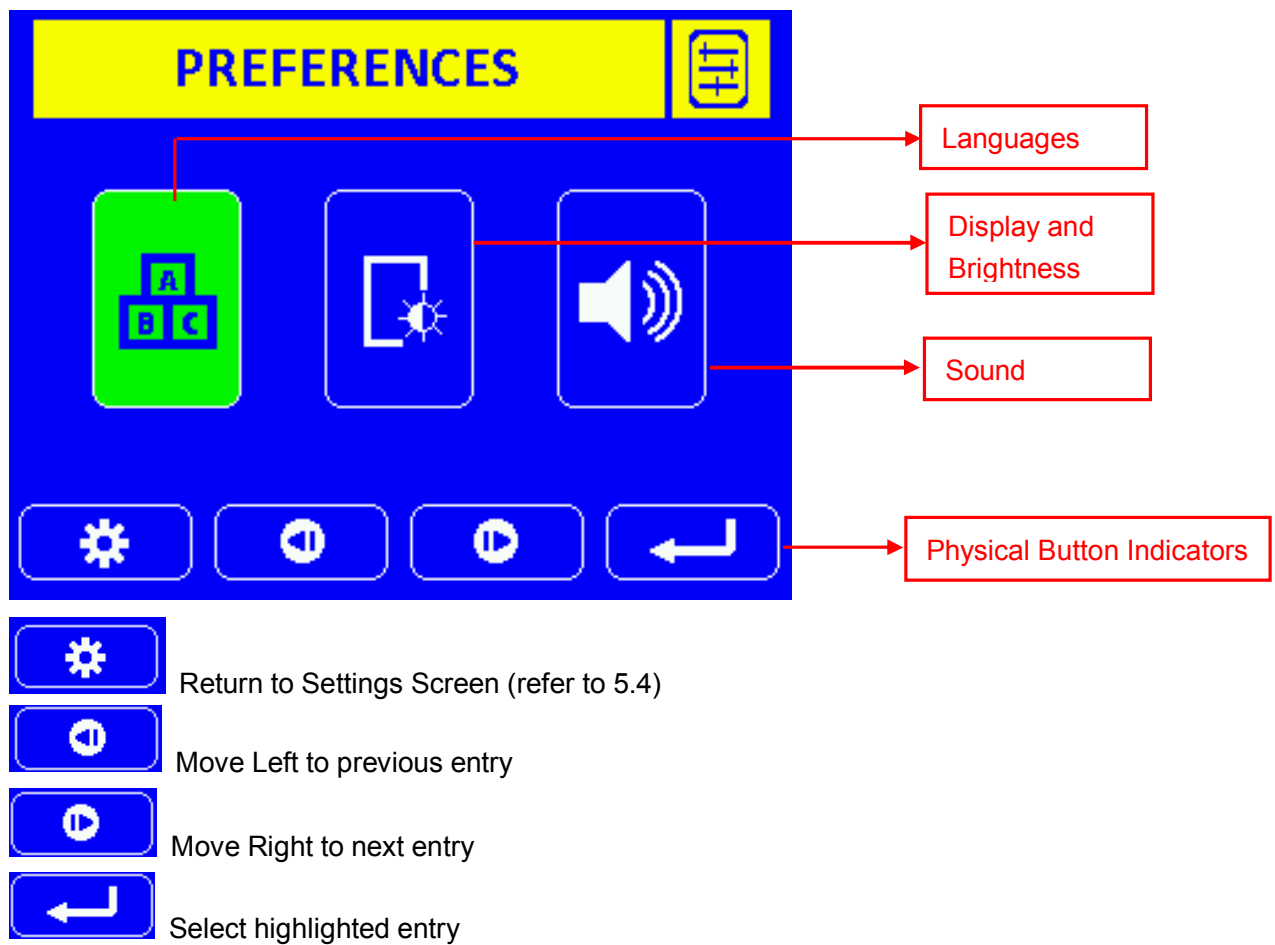 PREFERENCES
Languages
Display and
Brightness
A
B C
Sound
Physical Button Indicators
Return to Settings Screen (refer to 5.4)
Move Left to previous entry
Move Right to next entry
Select highlighted entry